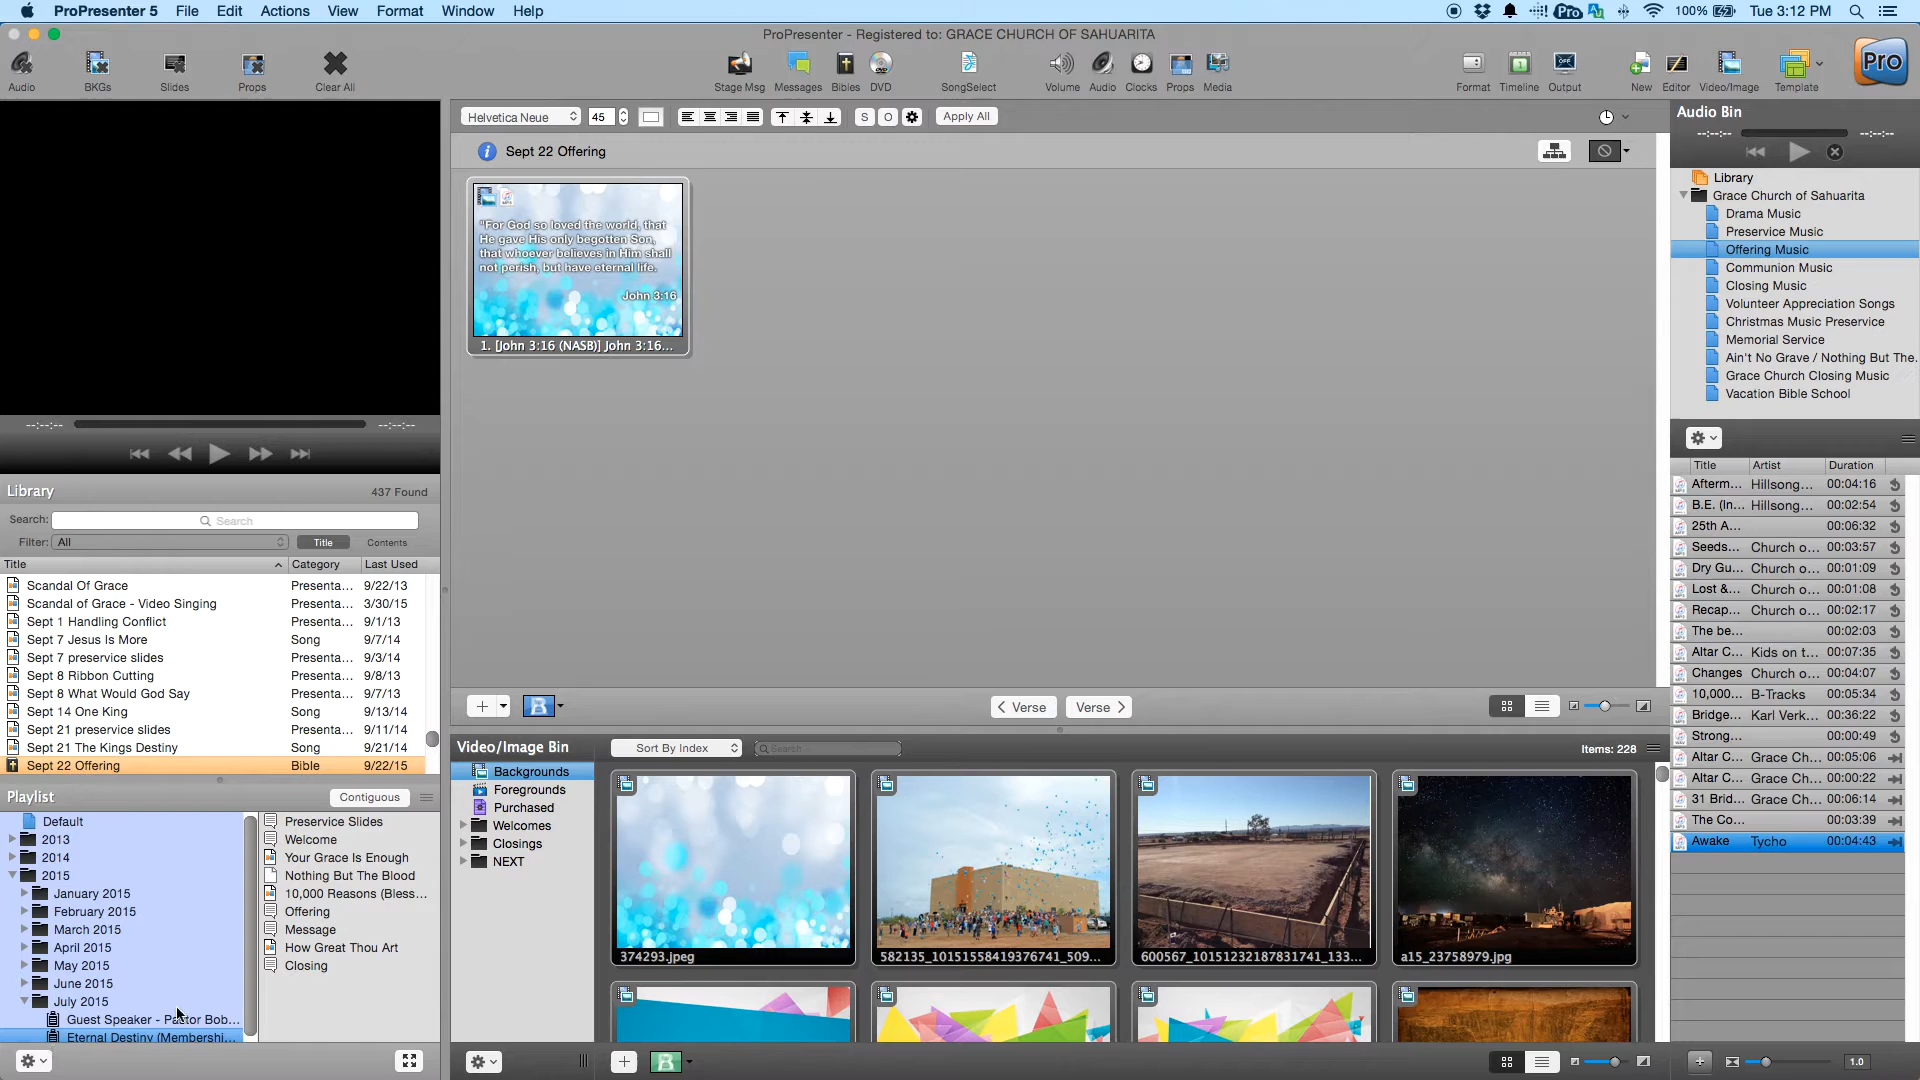 ProPresenter 5 File Edit Actions View Format Window Help
Pro 100% Tue 3:12 PM
ProPresenter - Registered to: GRACE CHURCH OF SAHUARITA
Audio BKGs Slides Props Clear All
Stage Msg Messages Bibles DVD SongSelect Volume Audio Clocks Props Media
Format Timeline Output New Editor Video/Image Template
Pro
Helvetica Neue 45 S O Apply All
Sept 22 Offering
"For God so loved the world, that
He gave His only begotten Son,
that whoever believes in Him shall
not perish, but have eternal life.
John 3:16
1. [John 3:16 (NASB)] John 3:16...
--:--:-- --:--:--
Library 437 Found
Search: Search
Filter: All Title Contents
Title Category Last Used
Scandal Of Grace Presenta... 9/22/13
Scandal of Grace - Video Singing Presenta... 3/30/15
Sept 1 Handling Conflict Presenta... 9/1/13
Sept 7 Jesus Is More Song 9/7/14
Sept 7 preservice slides Presenta... 9/3/14
Sept 8 Ribbon Cutting Presenta... 9/8/13
Sept 8 What Would God Say Presenta... 9/7/13
Sept 14 One King Song 9/13/14
Sept 21 preservice slides Presenta... 9/11/14
Sept 21 The Kings Destiny Song 9/21/14
Sept 22 Offering Bible 9/22/15
Playlist Contiguous
Default
2013
2014
2015
January 2015
February 2015
March 2015
April 2015
May 2015
June 2015
July 2015
Guest Speaker - Pastor Bob...
Eternal Destiny (Membershi...
Preservice Slides
Welcome
Your Grace Is Enough
Nothing But The Blood
10,000 Reasons (Bless...
Offering
Message
How Great Thou Art
Closing
Verse Verse
Video/Image Bin Sort By Index Search Items: 228
Backgrounds
Foregrounds
Purchased
Welcomes
Closings
NEXT
374293.jpeg
582135_10151558419376741_509...
600567_10151232187831741_133...
a15_23758979.jpg
Audio Bin
--:--:-- --:--:--
Library
Grace Church of Sahuarita
Drama Music
Preservice Music
Offering Music
Communion Music
Closing Music
Volunteer Appreciation Songs
Christmas Music Preservice
Memorial Service
Ain't No Grave / Nothing But The.
Grace Church Closing Music
Vacation Bible School
Title Artist Duration
Afterm... Hillsong... 00:04:16
B.E. (In... Hillsong... 00:02:54
25th A... 00:06:32
Seeds... Church o... 00:03:57
Dry Gu... Church o... 00:01:09
Lost &... Church o... 00:01:08
Recap... Church o... 00:02:17
The be... 00:02:03
Altar C... Kids on t... 00:07:35
Changes Church o... 00:04:07
10,000... B-Tracks 00:05:34
Bridge... Karl Verk... 00:36:22
Strong... 00:00:49
Altar C... Grace Ch... 00:05:06
Altar C... Grace Ch... 00:00:22
31 Brid... Grace Ch... 00:06:14
The Co... 00:03:39
Awake Tycho 00:04:43
1.0